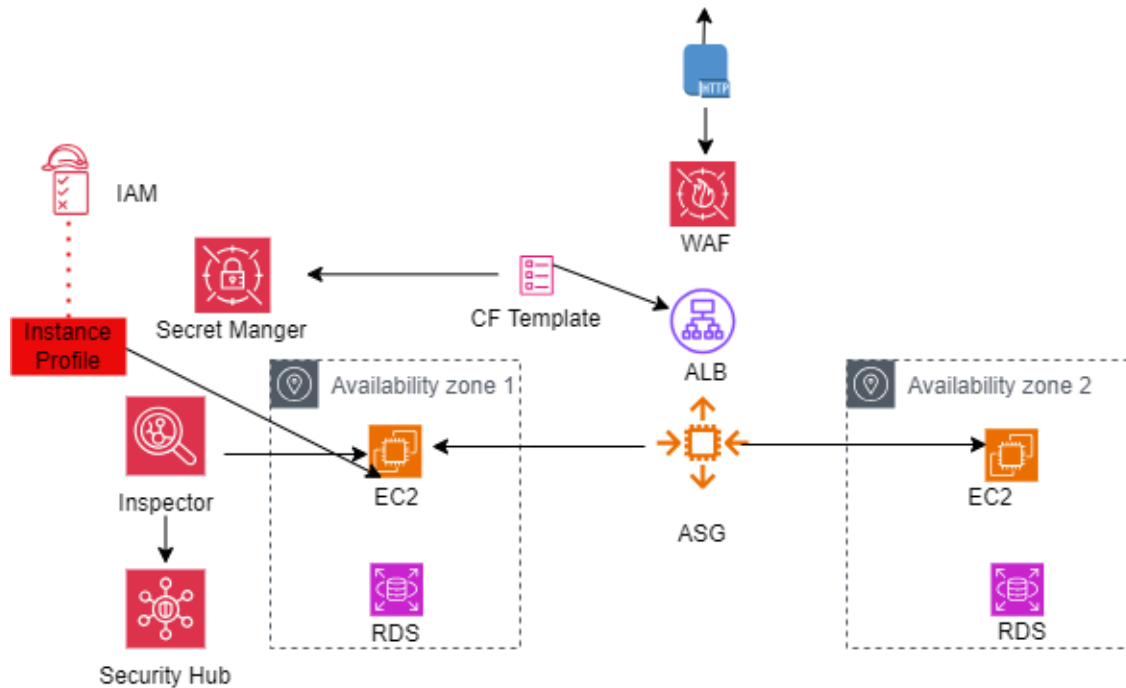 HTTP
IAM
WAF
Secret Manger
CF Template
Instance
Profile
ALB
Availability zone 1
Availability zone 2
EC2
EC2
Inspector
ASG
RDS
RDS
Security Hub